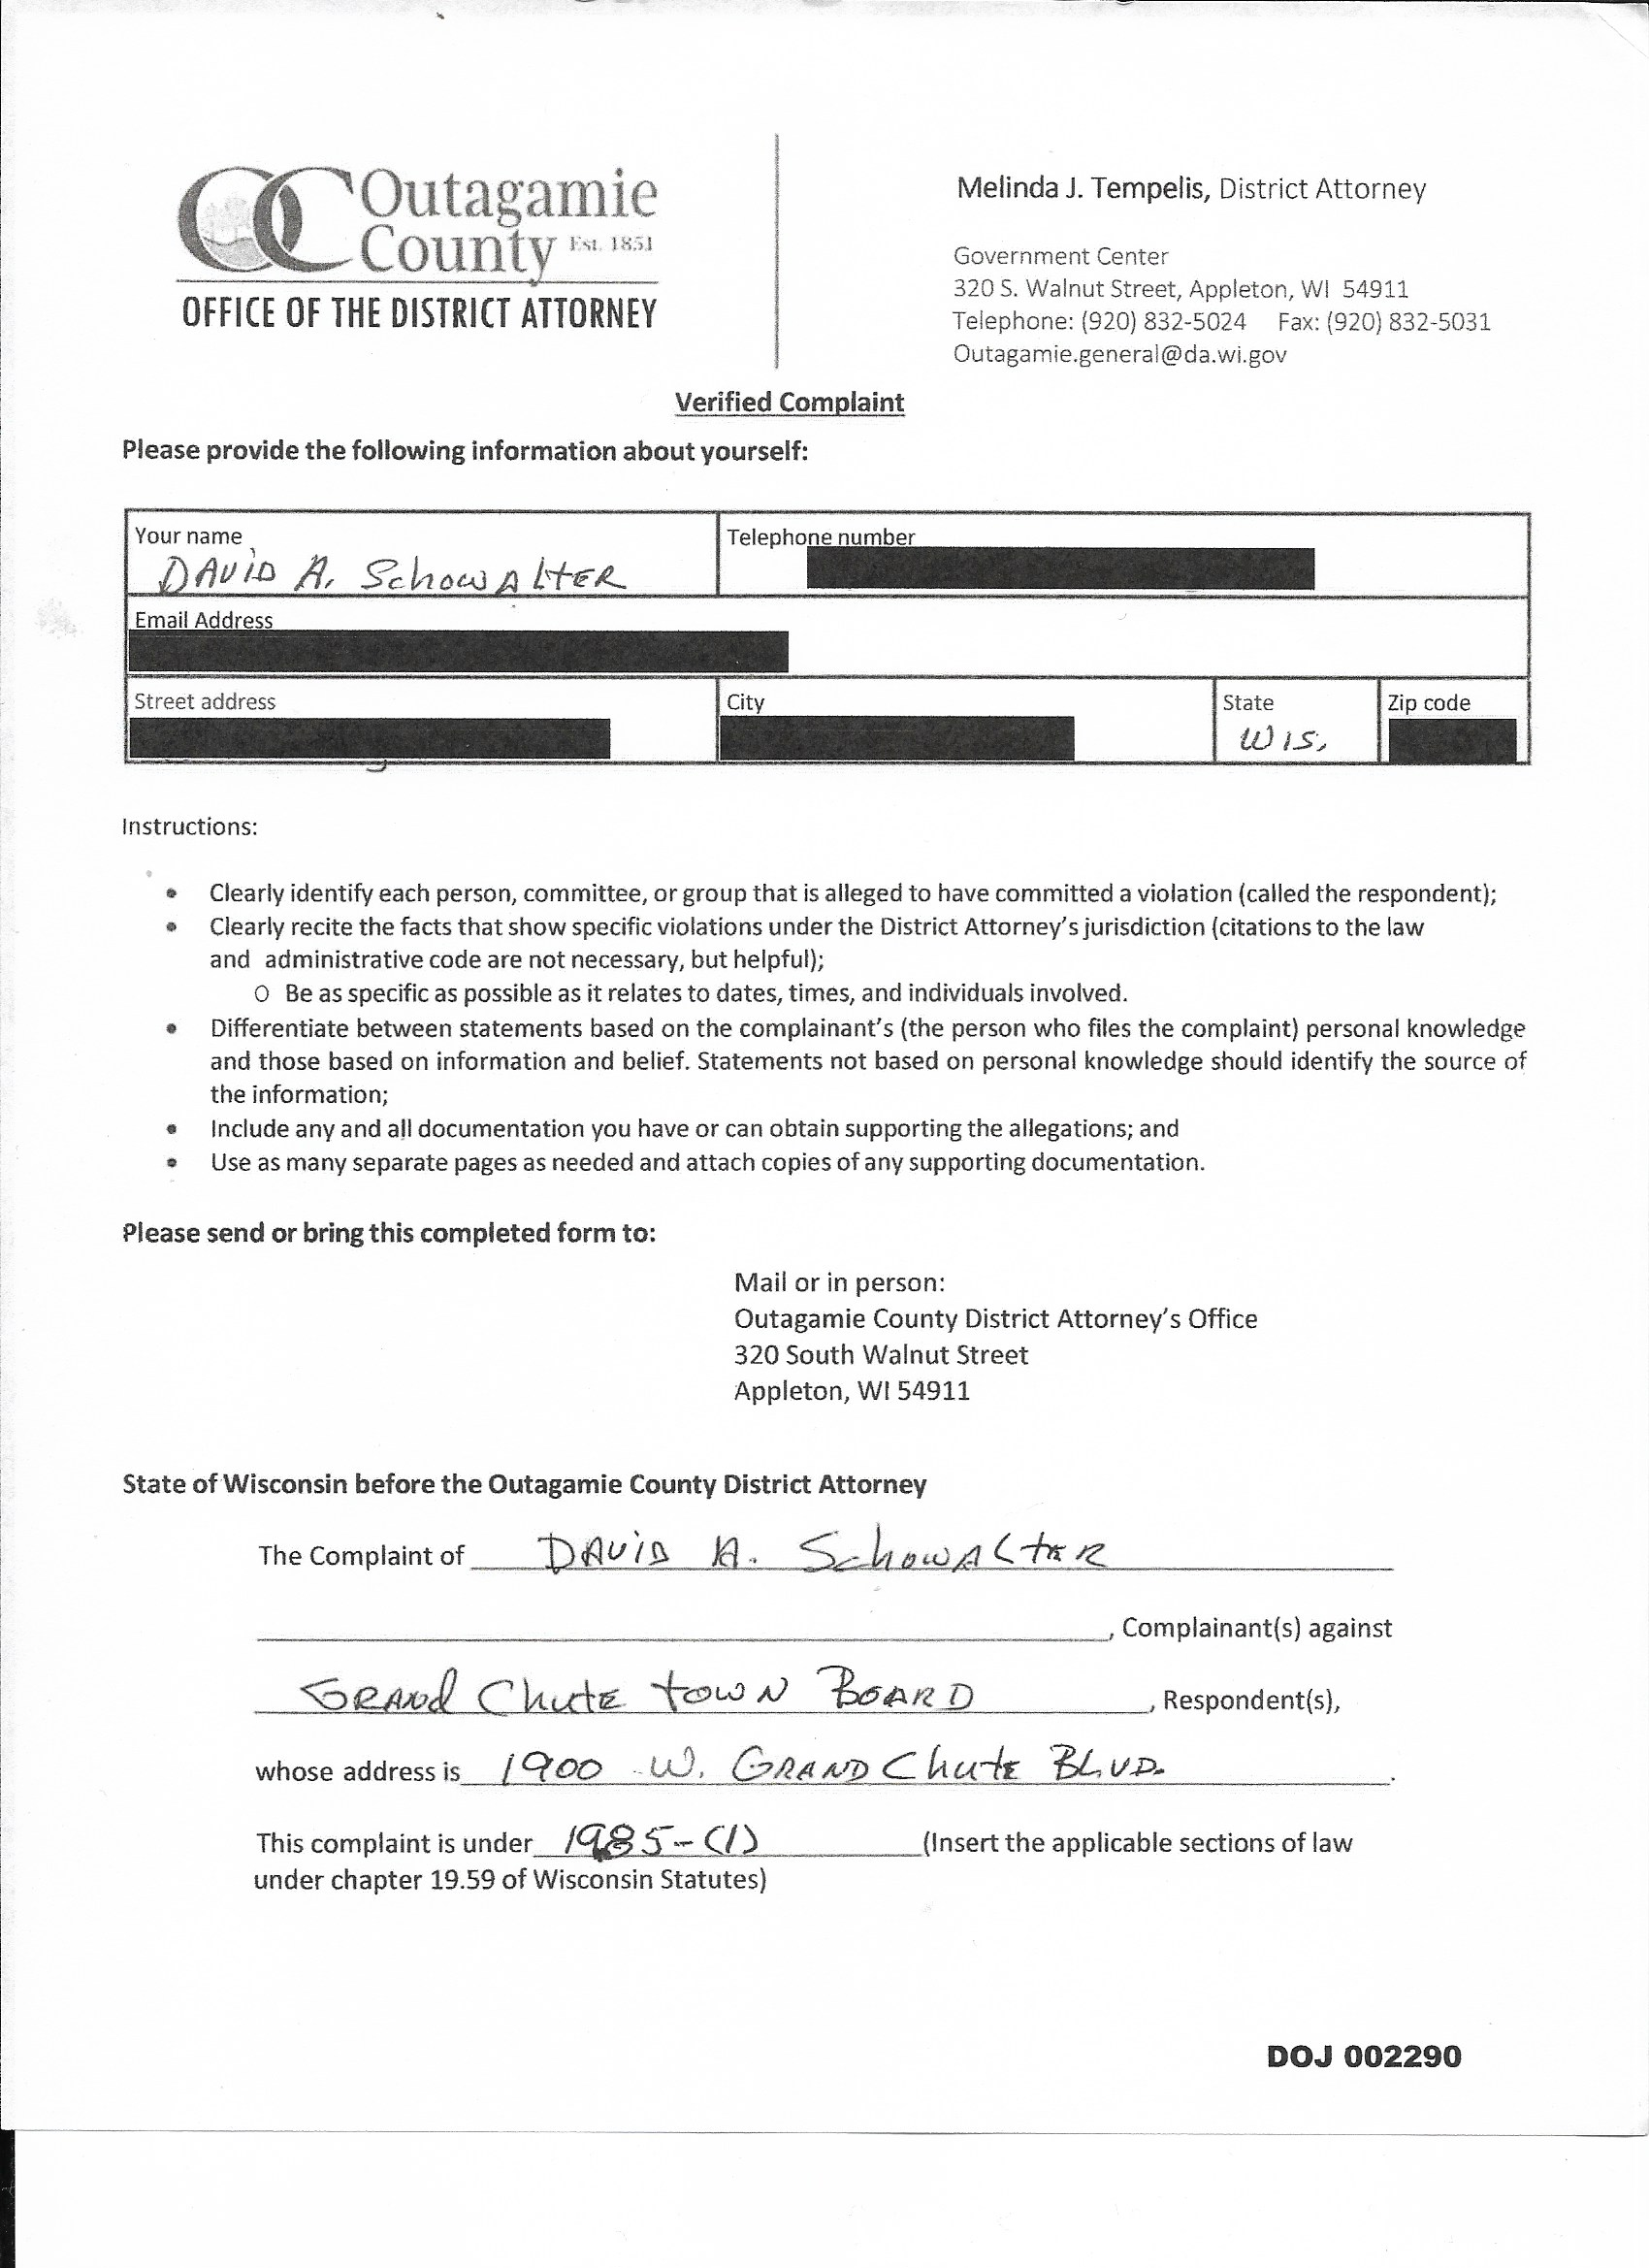 Outagamie
County Est. 1851
OFFICE OF THE DISTRICT ATTORNEY
Melinda J. Tempelis, District Attorney
Government Center
320 S. Walnut Street, Appleton, WI 54911
Telephone: (920) 832-5024 Fax: (920) 832-5031
Outagamie.general@da.wi.gov
Verified Complaint
Please provide the following information about yourself:
Your name
DAVID A. SCHOWALTER
Telephone number
Email Address
Street address
City
State
WIS.
Zip code
Instructions:
• Clearly identify each person, committee, or group that is alleged to have committed a violation (called the respondent);
• Clearly recite the facts that show specific violations under the District Attorney's jurisdiction (citations to the law
and administrative code are not necessary, but helpful);
O Be as specific as possible as it relates to dates, times, and individuals involved.
• Differentiate between statements based on the complainant's (the person who files the complaint) personal knowledge
and those based on information and belief. Statements not based on personal knowledge should identify the source of
the information;
• Include any and all documentation you have or can obtain supporting the allegations; and
• Use as many separate pages as needed and attach copies of any supporting documentation.
Please send or bring this completed form to:
Mail or in person:
Outagamie County District Attorney's Office
320 South Walnut Street
Appleton, WI 54911
State of Wisconsin before the Outagamie County District Attorney
The Complaint of DAVID A. SCHOWALTER
, Complainant(s) against
GRAND CHUTE TOWN BOARD, Respondent(s),
whose address is 1900 W. GRAND CHUTE BLVD.
This complaint is under 1985-(1) (Insert the applicable sections of law
under chapter 19.59 of Wisconsin Statutes)
DOJ 002290